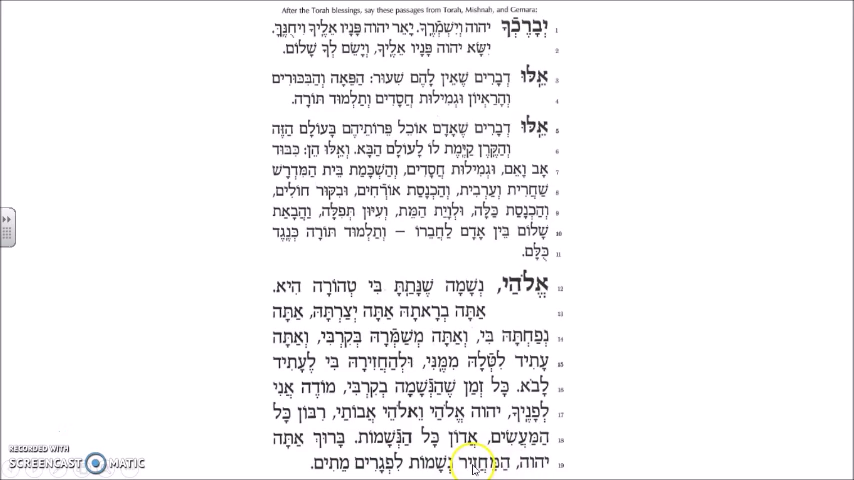 After the Torah blessings, say these passages from Torah, Mishnah, and Gemara:
יְבָרֶכְךָ יהוה וְיִשְׁמְרֶךָ. יָאֵר יהוה פָּנָיו אֵלֶיךָ וִיחֻנֶּךָּ. 1
יִשָּׂא יהוה פָּנָיו אֵלֶיךָ, וְיָשֵׂם לְךָ שָׁלוֹם. 2
אֵלּוּ דְבָרִים שֶׁאֵין לָהֶם שִׁעוּר: הַפֵּאָה וְהַבִּכּוּרִים 3
וְהָרֵאָיוֹן וּגְמִילוּת חֲסָדִים וְתַלְמוּד תּוֹרָה. 4
אֵלּוּ דְבָרִים שֶׁאָדָם אוֹכֵל פֵּרוֹתֵיהֶם בָּעוֹלָם הַזֶּה 5
וְהַקֶּרֶן קַיֶּמֶת לוֹ לָעוֹלָם הַבָּא. וְאֵלּוּ הֵן: כִּבּוּד 6
אָב וָאֵם, וּגְמִילוּת חֲסָדִים, וְהַשְׁכָּמַת בֵּית הַמִּדְרָשׁ 7
שַׁחֲרִית וְעַרְבִית, וְהַכְנָסַת אוֹרְחִים, וּבִקּוּר חוֹלִים, 8
וְהַכְנָסַת כַּלָּה, וּלְוָיַת הַמֵּת, וְעִיּוּן תְּפִלָּה, וַהֲבָאַת 9
שָׁלוֹם בֵּין אָדָם לַחֲבֵרוֹ – וְתַלְמוּד תּוֹרָה כְּנֶגֶד 10
כֻּלָּם. 11
אֱלֹהַי, נְשָׁמָה שֶׁנָּתַתָּ בִּי טְהוֹרָה הִיא. 12
אַתָּה בְרָאתָהּ אַתָּה יְצַרְתָּהּ, אַתָּה 13
נְפַחְתָּהּ בִּי, וְאַתָּה מְשַׁמְּרָהּ בְּקִרְבִּי, וְאַתָּה 14
עָתִיד לִטְּלָהּ מִמֶּנִּי, וּלְהַחֲזִירָהּ בִּי לֶעָתִיד 15
לָבֹא. כָּל זְמַן שֶׁהַנְּשָׁמָה בְקִרְבִּי, מוֹדֶה אֲנִי 16
לְפָנֶיךָ, יהוה אֱלֹהַי וֵאלֹהֵי אֲבוֹתַי, רִבּוֹן כָּל 17
הַמַּעֲשִׂים, אֲדוֹן כָּל הַנְּשָׁמוֹת. בָּרוּךְ אַתָּה 18
יהוה, הַמַּחֲזִיר נְשָׁמוֹת לִפְגָרִים מֵתִים. 19
RECORDED WITH
SCREENCAST MATIC